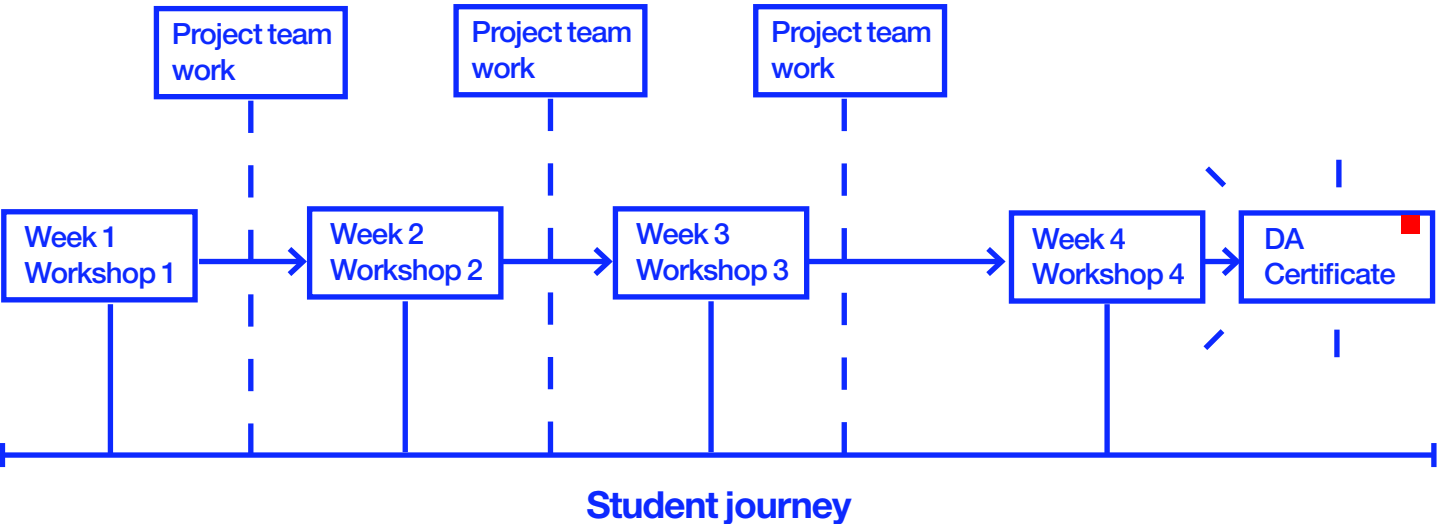 Project team
work
Project team
work
Project team
work
Week 1
Workshop 1
Week 2
Workshop 2
Week 3
Workshop 3
Week 4
Workshop 4
DA
Certificate
Student journey